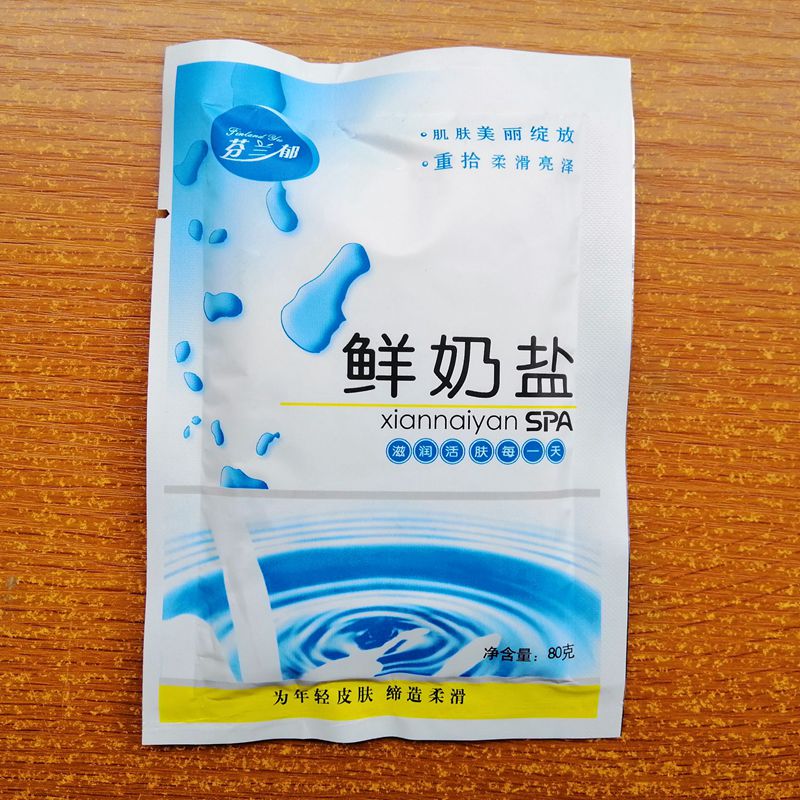 Finland Yu
芬兰郁
•肌肤美丽绽放
•重拾柔滑亮泽
鲜奶盐
xiannaiyan SPA
滋润活肤每一天
净含量：80克
为年轻皮肤 缔造柔滑